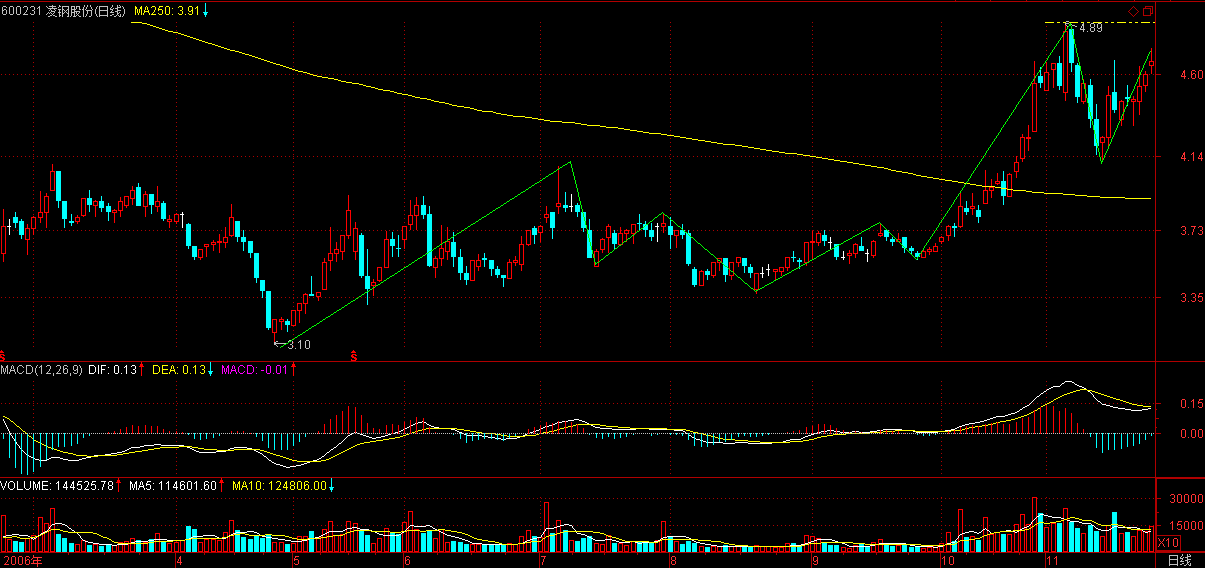 600231 凌钢股份(日线) MA250: 3.91↓
4.89
4.60
4.14
3.73
3.35
←3.10
S S
MACD(12,26,9) DIF: 0.13↑ DEA: 0.13↓ MACD: -0.01↑
0.15
0.00
VOLUME: 144525.78↑ MA5: 114601.60↑ MA10: 124806.00↓
30000
15000
X10
2006年 4 5 6 7 8 9 10 11 日线